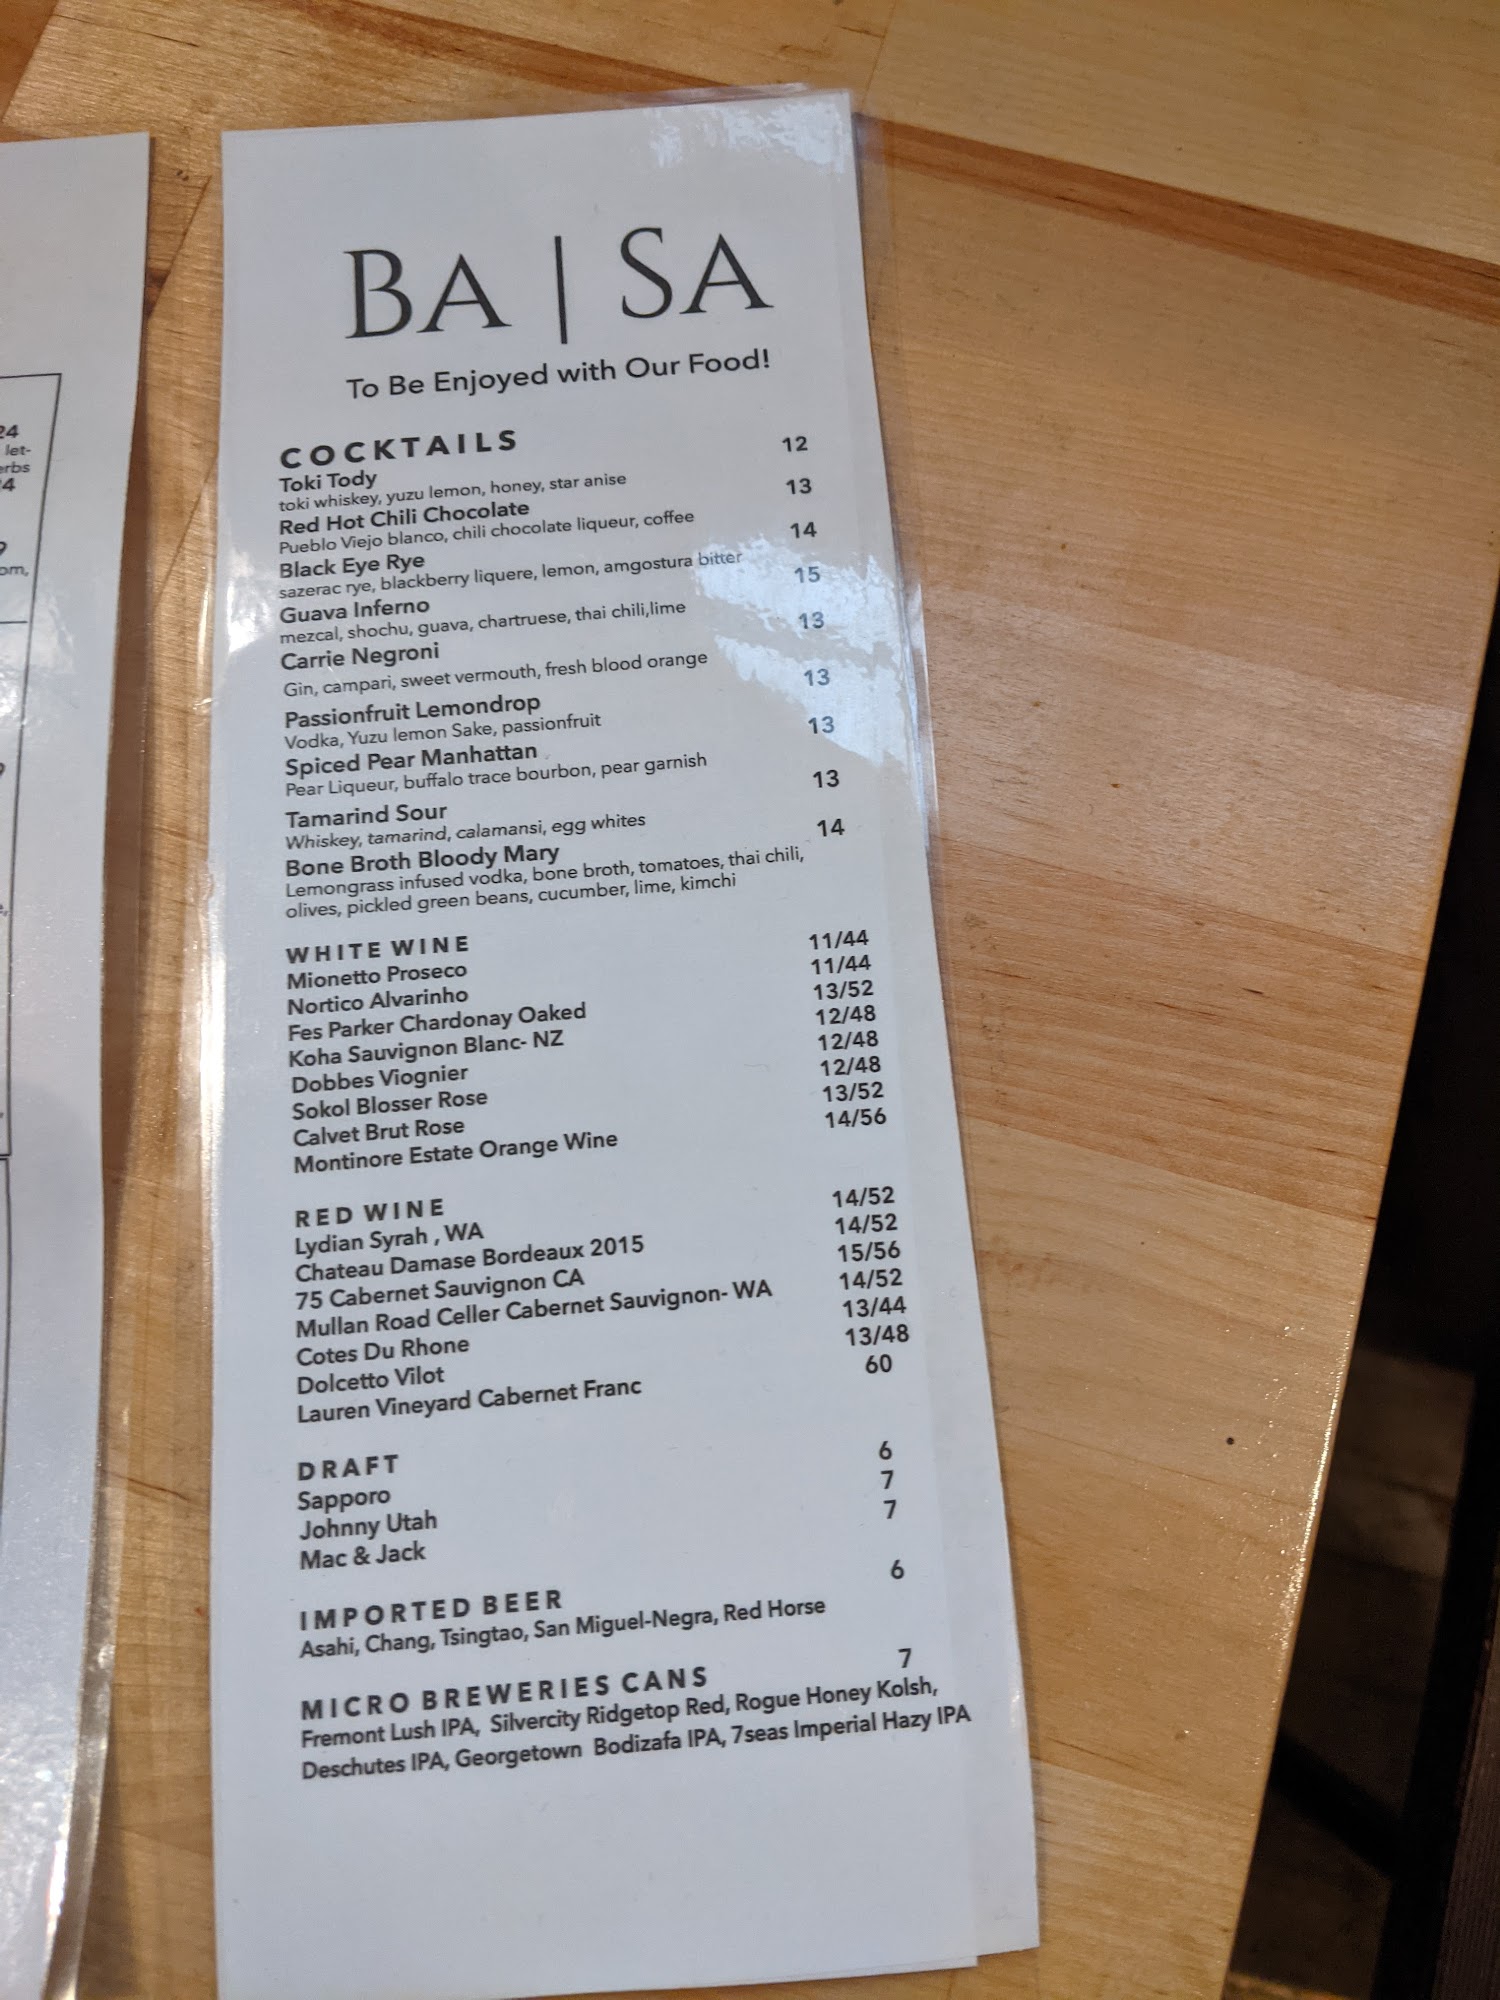 24
let-
erbs
BA | SA
To Be Enjoyed with Our Food!
COCKTAILS
Toki Tody 12
toki whiskey, yuzu lemon, honey, star anise
Red Hot Chili Chocolate 13
Pueblo Viejo blanco, chili chocolate liqueur, coffee
Black Eye Rye 14
sazerac rye, blackberry liquere, lemon, amgostura bitter
Guava Inferno 15
mezcal, shochu, guava, chartruese, thai chili,lime
Carrie Negroni 13
Gin, campari, sweet vermouth, fresh blood orange
Passionfruit Lemondrop 13
Vodka, Yuzu lemon Sake, passionfruit
Spiced Pear Manhattan 13
Pear Liqueur, buffalo trace bourbon, pear garnish
Tamarind Sour 13
Whiskey, tamarind, calamansi, egg whites
Bone Broth Bloody Mary 14
Lemongrass infused vodka, bone broth, tomatoes, thai chili,
olives, pickled green beans, cucumber, lime, kimchi
WHITE WINE
Mionetto Proseco 11/44
Nortico Alvarinho 11/44
Fes Parker Chardonay Oaked 13/52
Koha Sauvignon Blanc- NZ 12/48
Dobbes Viognier 12/48
Sokol Blosser Rose 12/48
Calvet Brut Rose 13/52
Montinore Estate Orange Wine 14/56
RED WINE
Lydian Syrah , WA 14/52
Chateau Damase Bordeaux 2015 14/52
75 Cabernet Sauvignon CA 15/56
Mullan Road Celler Cabernet Sauvignon- WA 14/52
Cotes Du Rhone 13/44
Dolcetto Vilot 13/48
Lauren Vineyard Cabernet Franc 60
DRAFT
Sapporo 6
Johnny Utah 7
Mac & Jack 7
IMPORTED BEER 6
Asahi, Chang, Tsingtao, San Miguel-Negra, Red Horse
MICRO BREWERIES CANS 7
Fremont Lush IPA, Silvercity Ridgetop Red, Rogue Honey Kolsh,
Deschutes IPA, Georgetown Bodizafa IPA, 7seas Imperial Hazy IPA